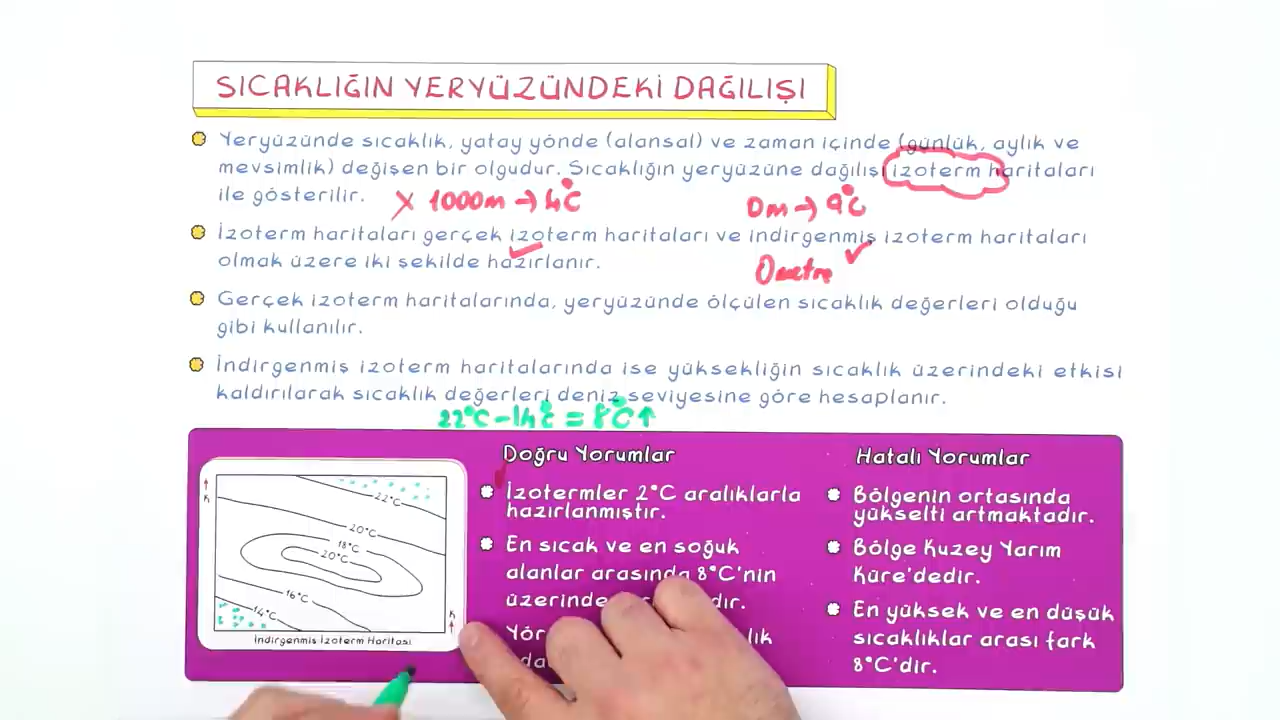 SICAKLIĞIN YERYÜZÜNDEKİ DAĞILIŞI
Yeryüzünde sıcaklık, yatay yönde (alansal) ve zaman içinde (günlük, aylık ve
mevsimlik) değişen bir olgudur. Sıcaklığın yeryüzüne dağılışı izoterm haritaları
ile gösterilir.
X 1000m → 4°C
0m → 9°C
İzoterm haritaları gerçek izoterm haritaları ve indirgenmiş izoterm haritaları
olmak üzere iki şekilde hazırlanır.
0 metre
Gerçek izoterm haritalarında, yeryüzünde ölçülen sıcaklık değerleri olduğu
gibi kullanılır.
İndirgenmiş izoterm haritalarında ise yüksekliğin sıcaklık üzerindeki etkisi
kaldırılarak sıcaklık değerleri deniz seviyesine göre hesaplanır.
22°C - 14°C = 8°C ↑
K
22°C
20°C
18°C
20°C
16°C
14°C
K
İndirgenmiş İzoterm Haritası
Doğru Yorumlar
İzotermler 2°C aralıklarla
hazırlanmıştır.
En sıcak ve en soğuk
alanlar arasında 8°C'nin
üzerinde
Hatalı Yorumlar
Bölgenin ortasında
yükselti artmaktadır.
Bölge Kuzey Yarım
Küre'dedir.
En yüksek ve en düşük
sıcaklıklar arası fark
8°C'dir.